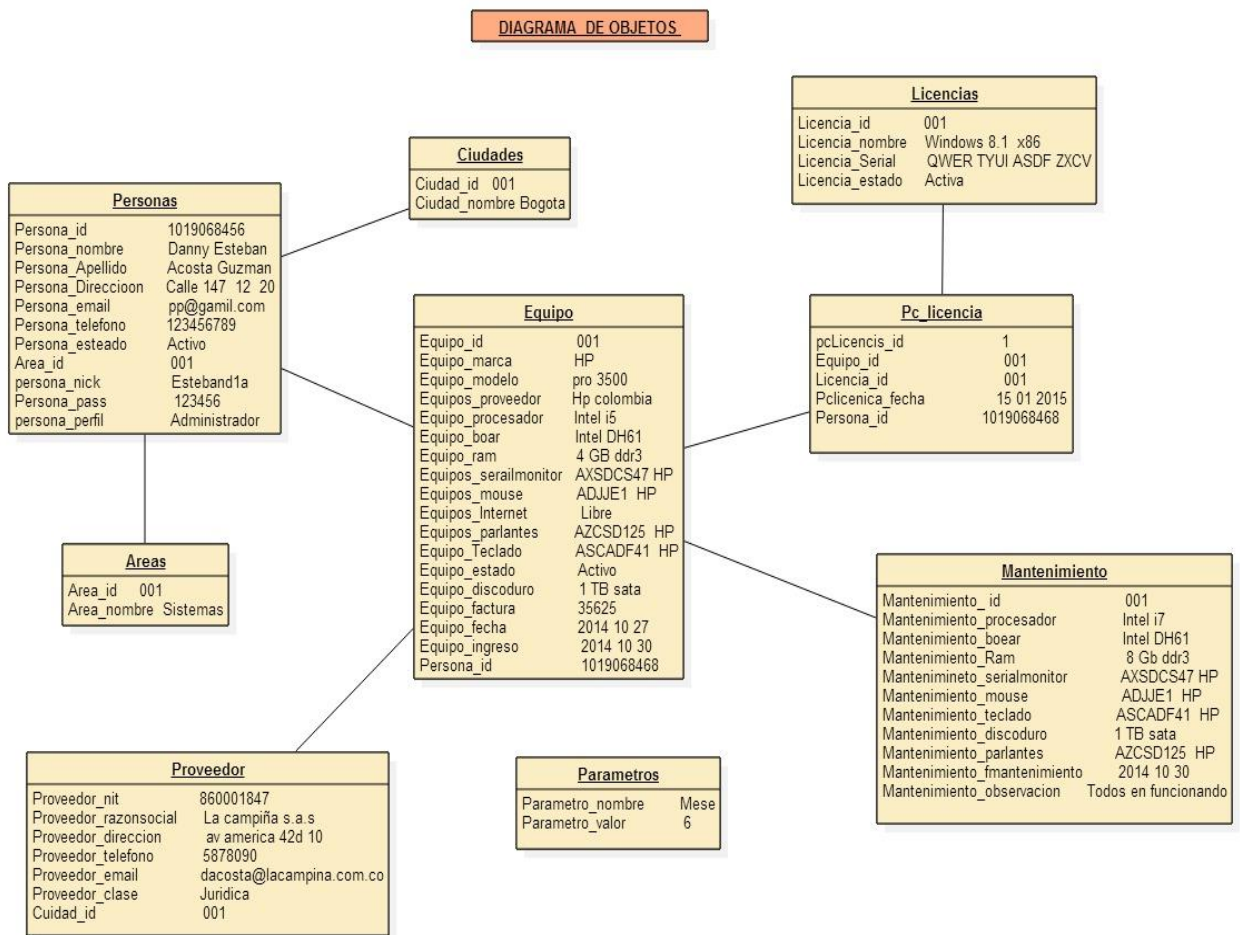 DIAGRAMA DE OBJETOS
Licencias
Licencia_id 001
Licencia_nombre Windows 8.1 x86
Licencia_Serial QWER TYUI ASDF ZXCV
Licencia_estado Activa
Ciudades
Ciudad_id 001
Ciudad_nombre Bogota
Personas
Persona_id 1019068456
Persona_nombre Danny Esteban
Persona_Apellido Acosta Guzman
Persona_Direccioon Calle 147 12 20
Persona_email pp@gamil.com
Persona_telefono 123456789
Persona_esteado Activo
Area_id 001
persona_nick Esteband1a
Persona_pass 123456
persona_perfil Administrador
Equipo
Equipo_id 001
Equipo_marca HP
Equipo_modelo pro 3500
Equipos_proveedor Hp colombia
Equipo_procesador Intel i5
Equipo_boar Intel DH61
Equipo_ram 4 GB ddr3
Equipos_serailmonitor AXSDCS47 HP
Equipos_mouse ADJJE1 HP
Equipos_Internet Libre
Equipos_parlantes AZCSD125 HP
Equipo_Teclado ASCADF41 HP
Equipo_estado Activo
Equipo_discoduro 1 TB sata
Equipo_factura 35625
Equipo_fecha 2014 10 27
Equipo_ingreso 2014 10 30
Persona_id 1019068468
Pc_licencia
pcLicencis_id 1
Equipo_id 001
Licencia_id 001
Pclicenica_fecha 15 01 2015
Persona_id 1019068468
Areas
Area_id 001
Area_nombre Sistemas
Mantenimiento
Mantenimiento_id 001
Mantenimiento_procesador Intel i7
Mantenimiento_boear Intel DH61
Mantenimiento_Ram 8 Gb ddr3
Mantenimineto_serialmonitor AXSDCS47 HP
Mantenimiento_mouse ADJJE1 HP
Mantenimiento_teclado ASCADF41 HP
Mantenimiento_discoduro 1 TB sata
Mantenimiento_parlantes AZCSD125 HP
Mantenimiento_fmantenimiento 2014 10 30
Mantenimiento_observacion Todos en funcionando
Proveedor
Proveedor_nit 860001847
Proveedor_razonsocial La campiña s.a.s
Proveedor_direccion av america 42d 10
Proveedor_telefono 5878090
Proveedor_email dacosta@lacampina.com.co
Proveedor_clase Juridica
Cuidad_id 001
Parametros
Parametro_nombre Mese
Parametro_valor 6